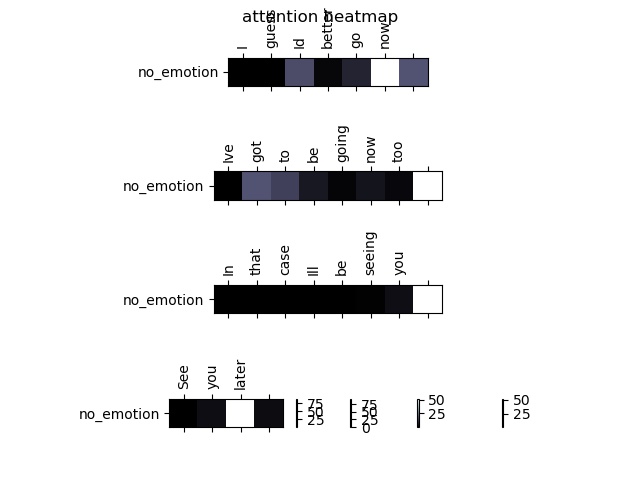 attention heatmap
I guess Id better go now
no_emotion
Ive got to be going now too
no_emotion
In that case Ill be seeing you
no_emotion
See you later
no_emotion
75 50 25
75 50 25 0
50 25
50 25